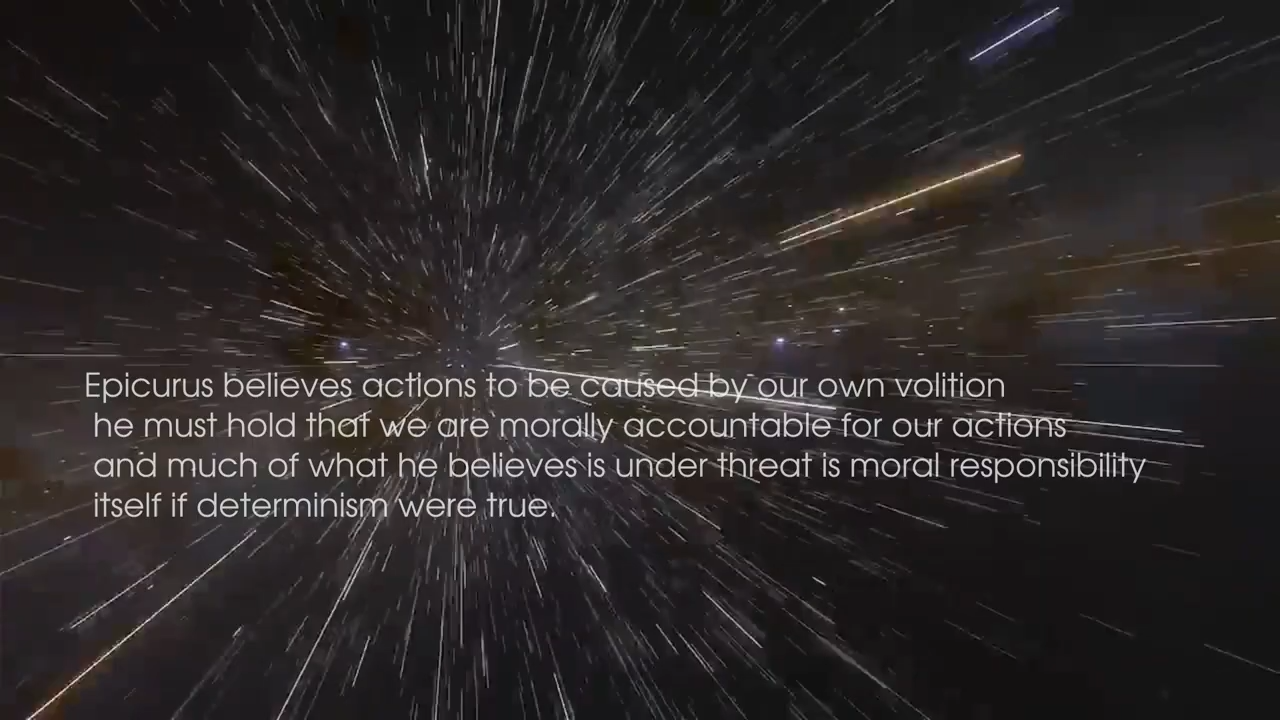 Epicurus believes actions to be caused by our own volition
he must hold that we are morally accountable for our actions
and much of what he believes is under threat is moral responsibility
itself if determinism were true.